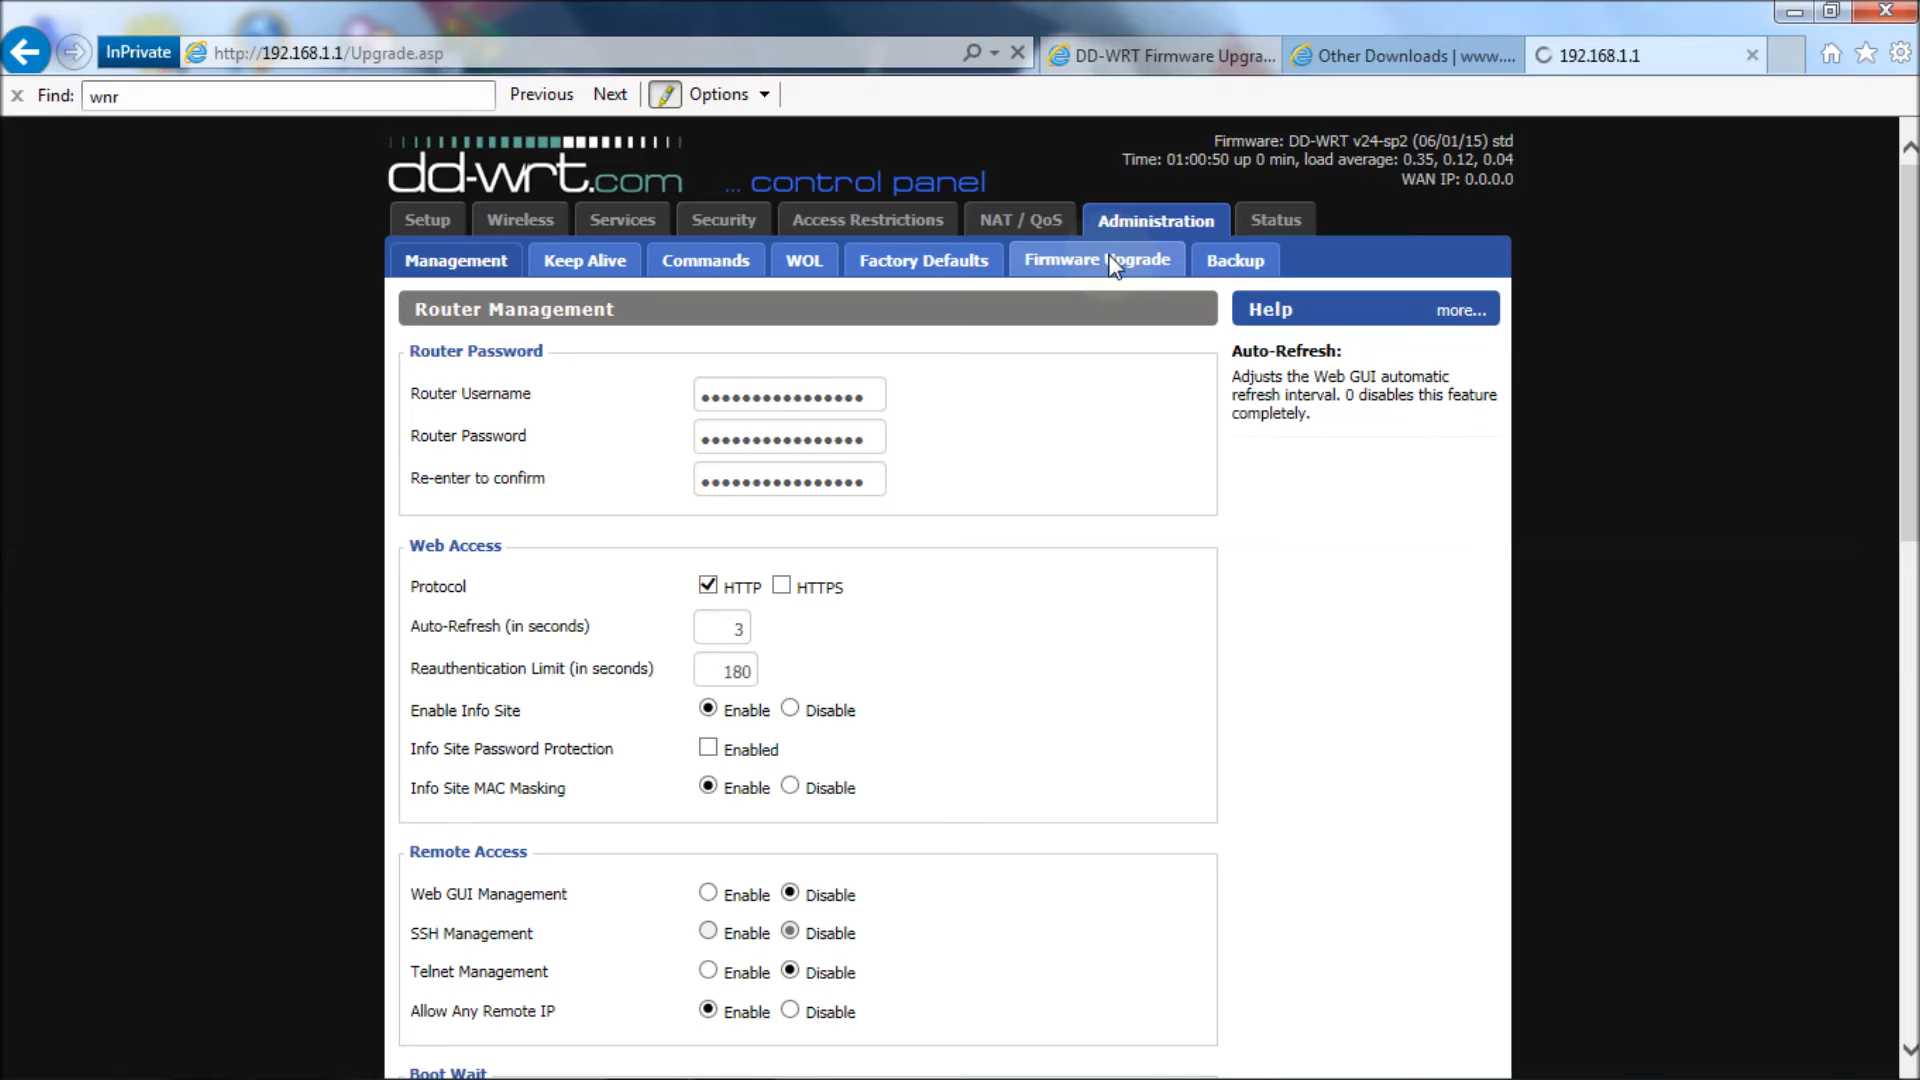 InPrivate http://192.168.1.1/Upgrade.asp DD-WRT Firmware Upgra... Other Downloads | www.... 192.168.1.1
Find: wnr Previous Next Options
dd-wrt.com ... control panel
Firmware: DD-WRT v24-sp2 (06/01/15) std
Time: 01:00:50 up 0 min, load average: 0.35, 0.12, 0.04
WAN IP: 0.0.0.0
Setup Wireless Services Security Access Restrictions NAT / QoS Administration Status
Management Keep Alive Commands WOL Factory Defaults Firmware Upgrade Backup
Router Management
Router Password
Router Username ••••••••••••••••
Router Password ••••••••••••••••
Re-enter to confirm ••••••••••••••••
Web Access
Protocol HTTP HTTPS
Auto-Refresh (in seconds) 3
Reauthentication Limit (in seconds) 180
Enable Info Site Enable Disable
Info Site Password Protection Enabled
Info Site MAC Masking Enable Disable
Remote Access
Web GUI Management Enable Disable
SSH Management Enable Disable
Telnet Management Enable Disable
Allow Any Remote IP Enable Disable
Boot Wait
Help more...
Auto-Refresh:
Adjusts the Web GUI automatic
refresh interval. 0 disables this feature
completely.